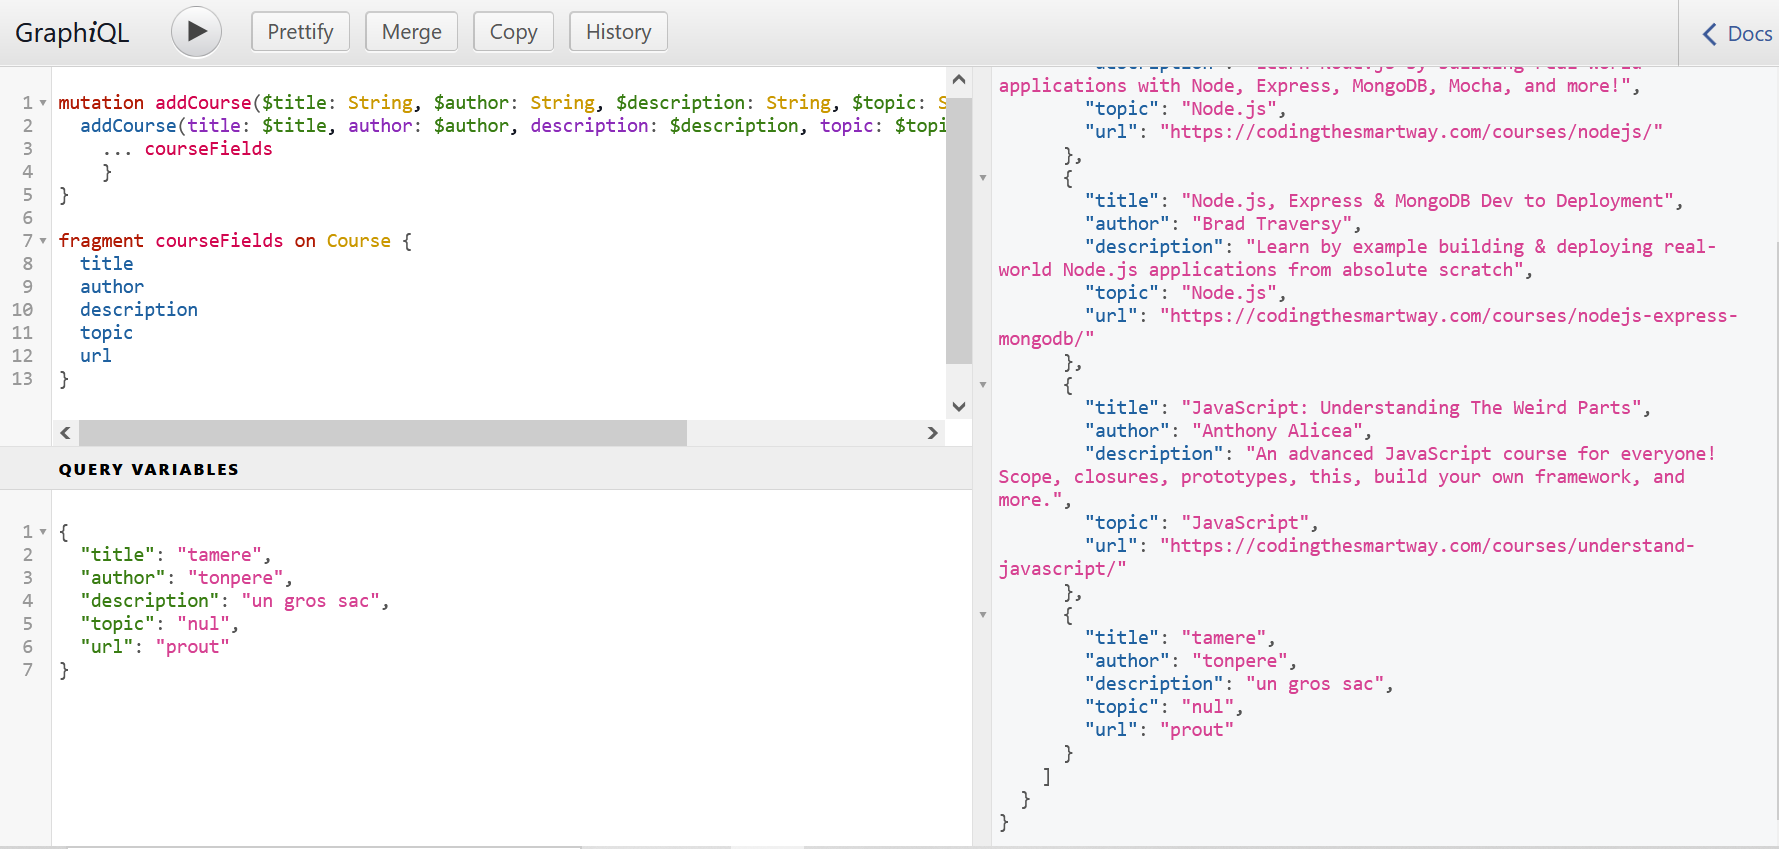 GraphiQL
Prettify
Merge
Copy
History
Docs
1 mutation addCourse($title: String, $author: String, $description: String, $topic: S
2 addCourse(title: $title, author: $author, description: $description, topic: $topi
3 ... courseFields
4 }
5 }
6
7 fragment courseFields on Course {
8 title
9 author
10 description
11 topic
12 url
13 }
QUERY VARIABLES
1 {
2 "title": "tamere",
3 "author": "tonpere",
4 "description": "un gros sac",
5 "topic": "nul",
6 "url": "prout"
7 }
"description": "Learn Node.js by building real-world
applications with Node, Express, MongoDB, Mocha, and more!",
"topic": "Node.js",
"url": "https://codingthesmartway.com/courses/nodejs/"
},
{
"title": "Node.js, Express & MongoDB Dev to Deployment",
"author": "Brad Traversy",
"description": "Learn by example building & deploying real-
world Node.js applications from absolute scratch",
"topic": "Node.js",
"url": "https://codingthesmartway.com/courses/nodejs-express-
mongodb/"
},
{
"title": "JavaScript: Understanding The Weird Parts",
"author": "Anthony Alicea",
"description": "An advanced JavaScript course for everyone!
Scope, closures, prototypes, this, build your own framework, and
more.",
"topic": "JavaScript",
"url": "https://codingthesmartway.com/courses/understand-
javascript/"
},
{
"title": "tamere",
"author": "tonpere",
"description": "un gros sac",
"topic": "nul",
"url": "prout"
}
]
}
}